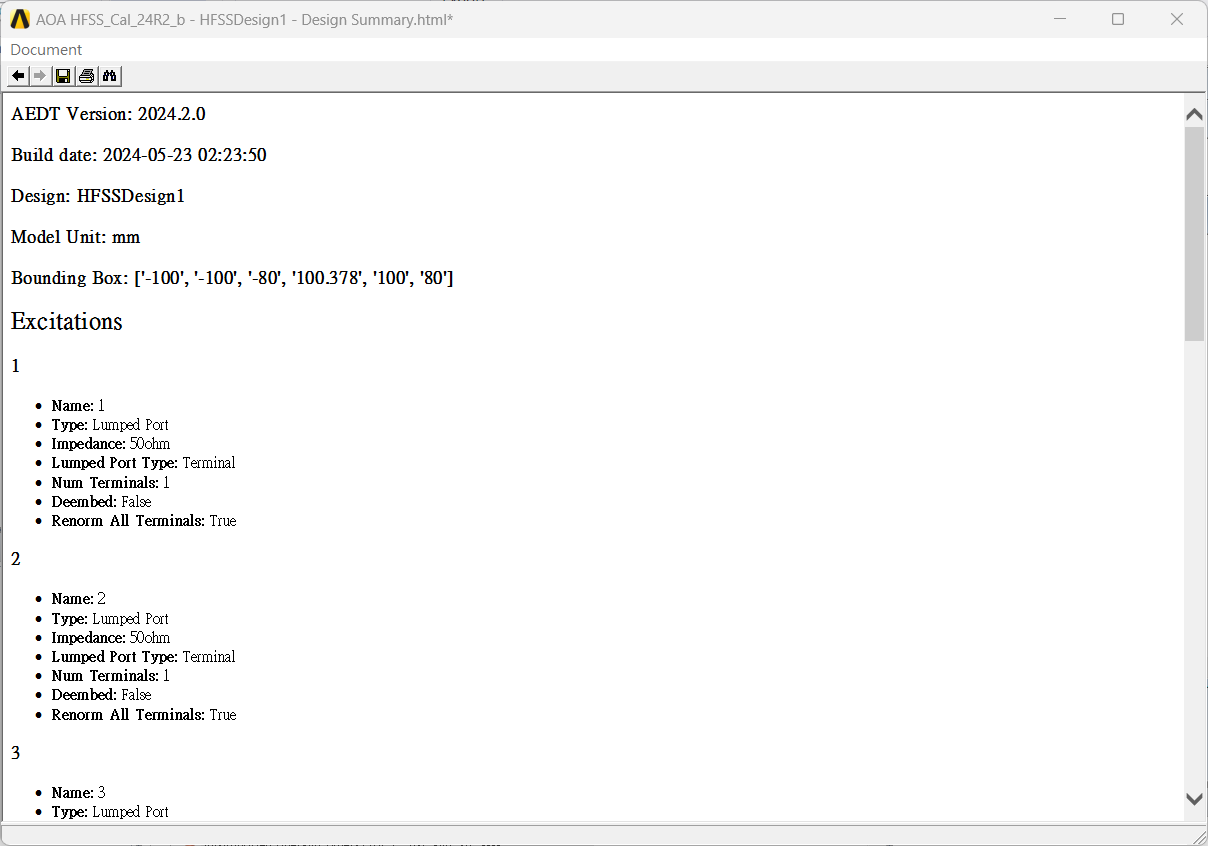 AOA HFSS_Cal_24R2_b - HFSSDesign1 - Design Summary.html*
Document
AEDT Version: 2024.2.0
Build date: 2024-05-23 02:23:50
Design: HFSSDesign1
Model Unit: mm
Bounding Box: ['-100', '-100', '-80', '100.378', '100', '80']
Excitations
1
• Name: 1
• Type: Lumped Port
• Impedance: 50ohm
• Lumped Port Type: Terminal
• Num Terminals: 1
• Deembed: False
• Renorm All Terminals: True
2
• Name: 2
• Type: Lumped Port
• Impedance: 50ohm
• Lumped Port Type: Terminal
• Num Terminals: 1
• Deembed: False
• Renorm All Terminals: True
3
• Name: 3
• Type: Lumped Port